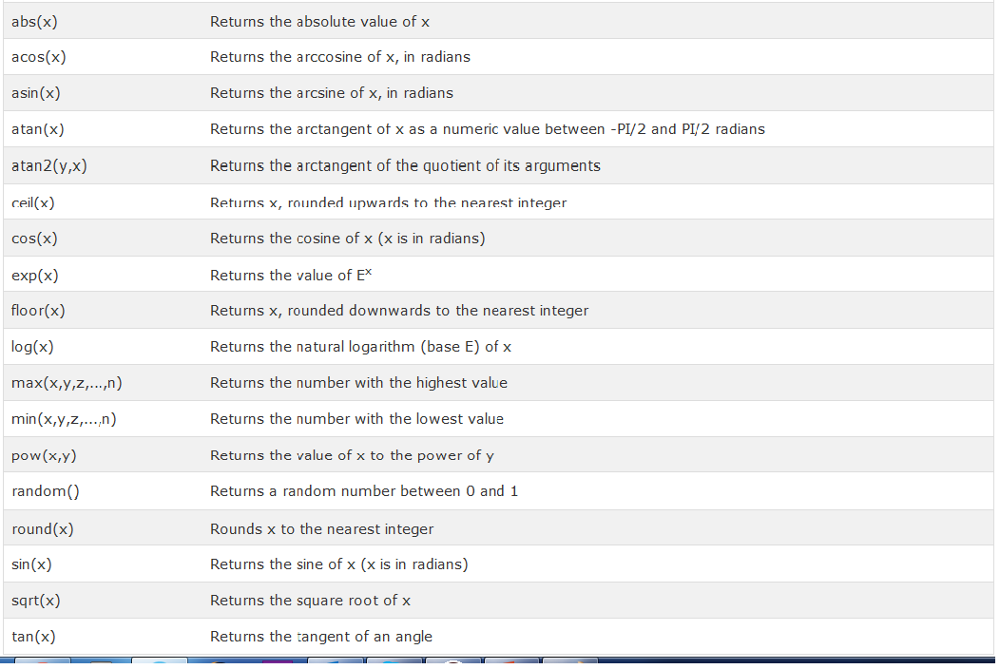 abs(x) Returns the absolute value of x
acos(x) Returns the arccosine of x, in radians
asin(x) Returns the arcsine of x, in radians
atan(x) Returns the arctangent of x as a numeric value between -PI/2 and PI/2 radians
atan2(y,x) Returns the arctangent of the quotient of its arguments
ceil(x) Returns x, rounded upwards to the nearest integer
cos(x) Returns the cosine of x (x is in radians)
exp(x) Returns the value of Eˣ
floor(x) Returns x, rounded downwards to the nearest integer
log(x) Returns the natural logarithm (base E) of x
max(x,y,z,...,n) Returns the number with the highest value
min(x,y,z,...,n) Returns the number with the lowest value
pow(x,y) Returns the value of x to the power of y
random() Returns a random number between 0 and 1
round(x) Rounds x to the nearest integer
sin(x) Returns the sine of x (x is in radians)
sqrt(x) Returns the square root of x
tan(x) Returns the tangent of an angle